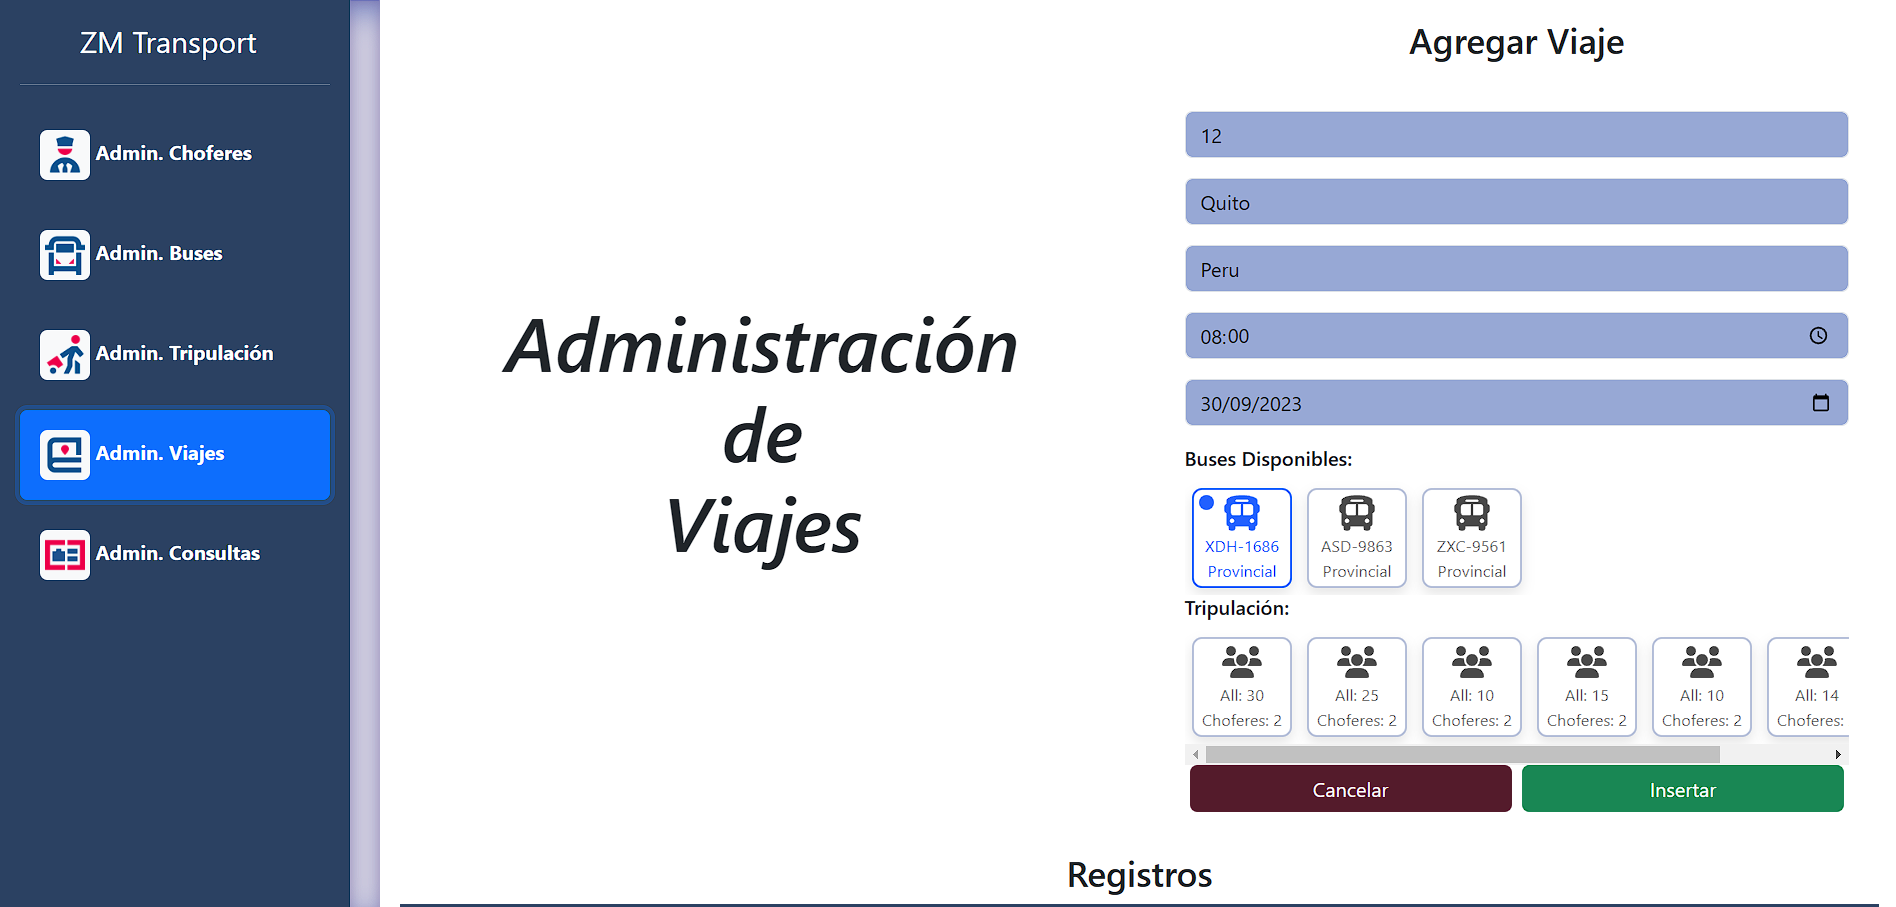 ZM Transport
Admin. Choferes
Admin. Buses
Admin. Tripulación
Admin. Viajes
Admin. Consultas
Administración
de
Viajes
Agregar Viaje
12
Quito
Peru
08:00
30/09/2023
Buses Disponibles:
XDH-1686 ASD-9863 ZXC-9561
Provincial Provincial Provincial
Tripulación:
All: 30 All: 25 All: 10 All: 15 All: 10 All: 14
Choferes: 2 Choferes: 2 Choferes: 2 Choferes: 2 Choferes: 2 Choferes:
Cancelar Insertar
Registros